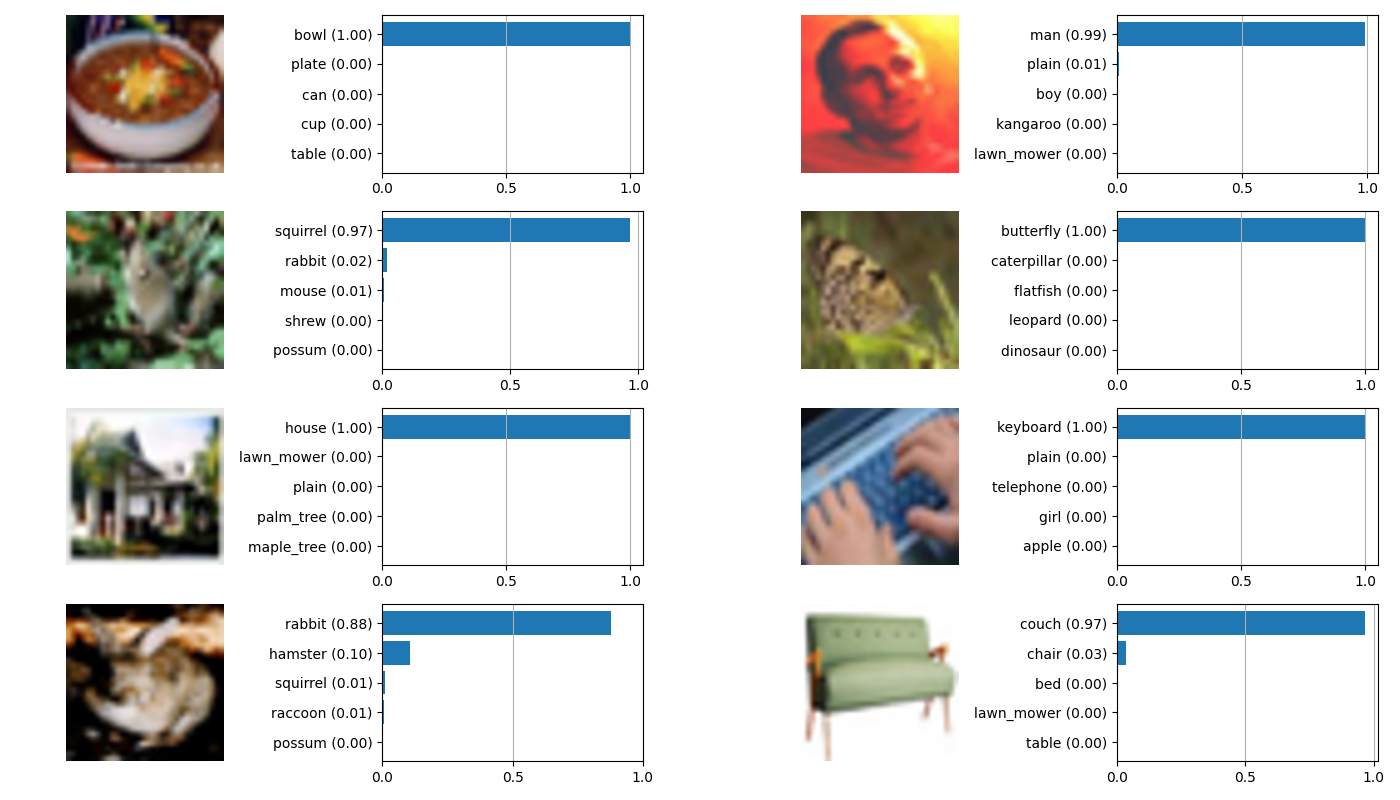 bowl (1.00)
plate (0.00)
can (0.00)
cup (0.00)
table (0.00)
0.0 0.5 1.0
man (0.99)
plain (0.01)
boy (0.00)
kangaroo (0.00)
lawn_mower (0.00)
0.0 0.5 1.0
squirrel (0.97)
rabbit (0.02)
mouse (0.01)
shrew (0.00)
possum (0.00)
0.0 0.5 1.0
butterfly (1.00)
caterpillar (0.00)
flatfish (0.00)
leopard (0.00)
dinosaur (0.00)
0.0 0.5 1.0
house (1.00)
lawn_mower (0.00)
plain (0.00)
palm_tree (0.00)
maple_tree (0.00)
0.0 0.5 1.0
keyboard (1.00)
plain (0.00)
telephone (0.00)
girl (0.00)
apple (0.00)
0.0 0.5 1.0
rabbit (0.88)
hamster (0.10)
squirrel (0.01)
raccoon (0.01)
possum (0.00)
0.0 0.5 1.0
couch (0.97)
chair (0.03)
bed (0.00)
lawn_mower (0.00)
table (0.00)
0.0 0.5 1.0